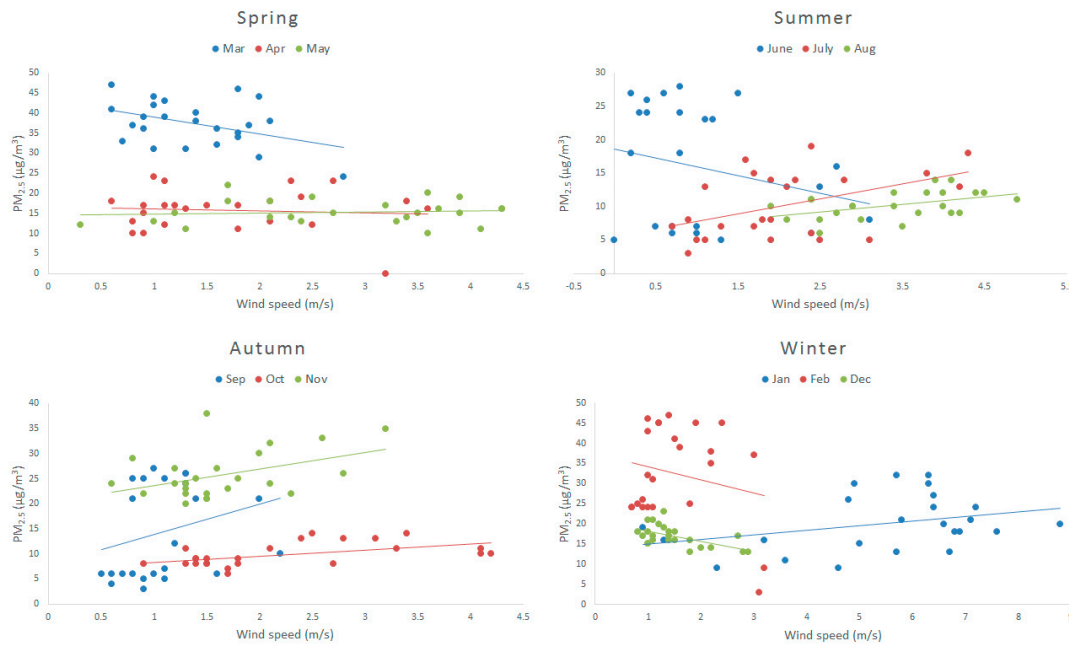 Spring
Mar Apr May
PM2.5 (µg/m³)
50
45
40
35
30
25
20
15
10
5
0
0.5 1 1.5 2 2.5 3 3.5 4 4.5
Wind speed (m/s)
Summer
June July Aug
PM2.5 (µg/m³)
30
25
20
15
10
5
0
-0.5 0.5 1.5 2.5 3.5 4.5 5.5
Wind speed (m/s)
Autumn
Sep Oct Nov
PM2.5 (µg/m³)
40
35
30
25
20
15
10
5
0
0.5 1 1.5 2 2.5 3 3.5 4 4.5
Wind speed (m/s)
Winter
Jan Feb Dec
PM2.5 (µg/m³)
50
45
40
35
30
25
20
15
10
5
0
0 1 2 3 4 5 6 7 8 9
Wind speed (m/s)